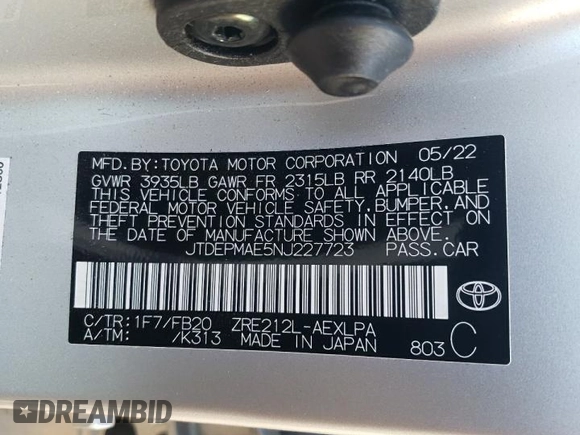 MFD.BY:TOYOTA MOTOR CORPORATION 05/22
GVWR 3935LB GAWR FR 2315LB RR 2140LB
THIS VEHICLE CONFORMS TO ALL APPLICABLE
FEDERAL MOTOR VEHICLE SAFETY,BUMPER,AND
THEFT PREVENTION STANDARDS IN EFFECT ON
THE DATE OF MANUFACTURE SHOWN ABOVE.
JTDEPMAE5NJ227723 PASS.CAR
C/TR:1F7/FB20 ZRE212L-AEXLPA
A/TM: /K313 MADE IN JAPAN 803 C
DREAMBID